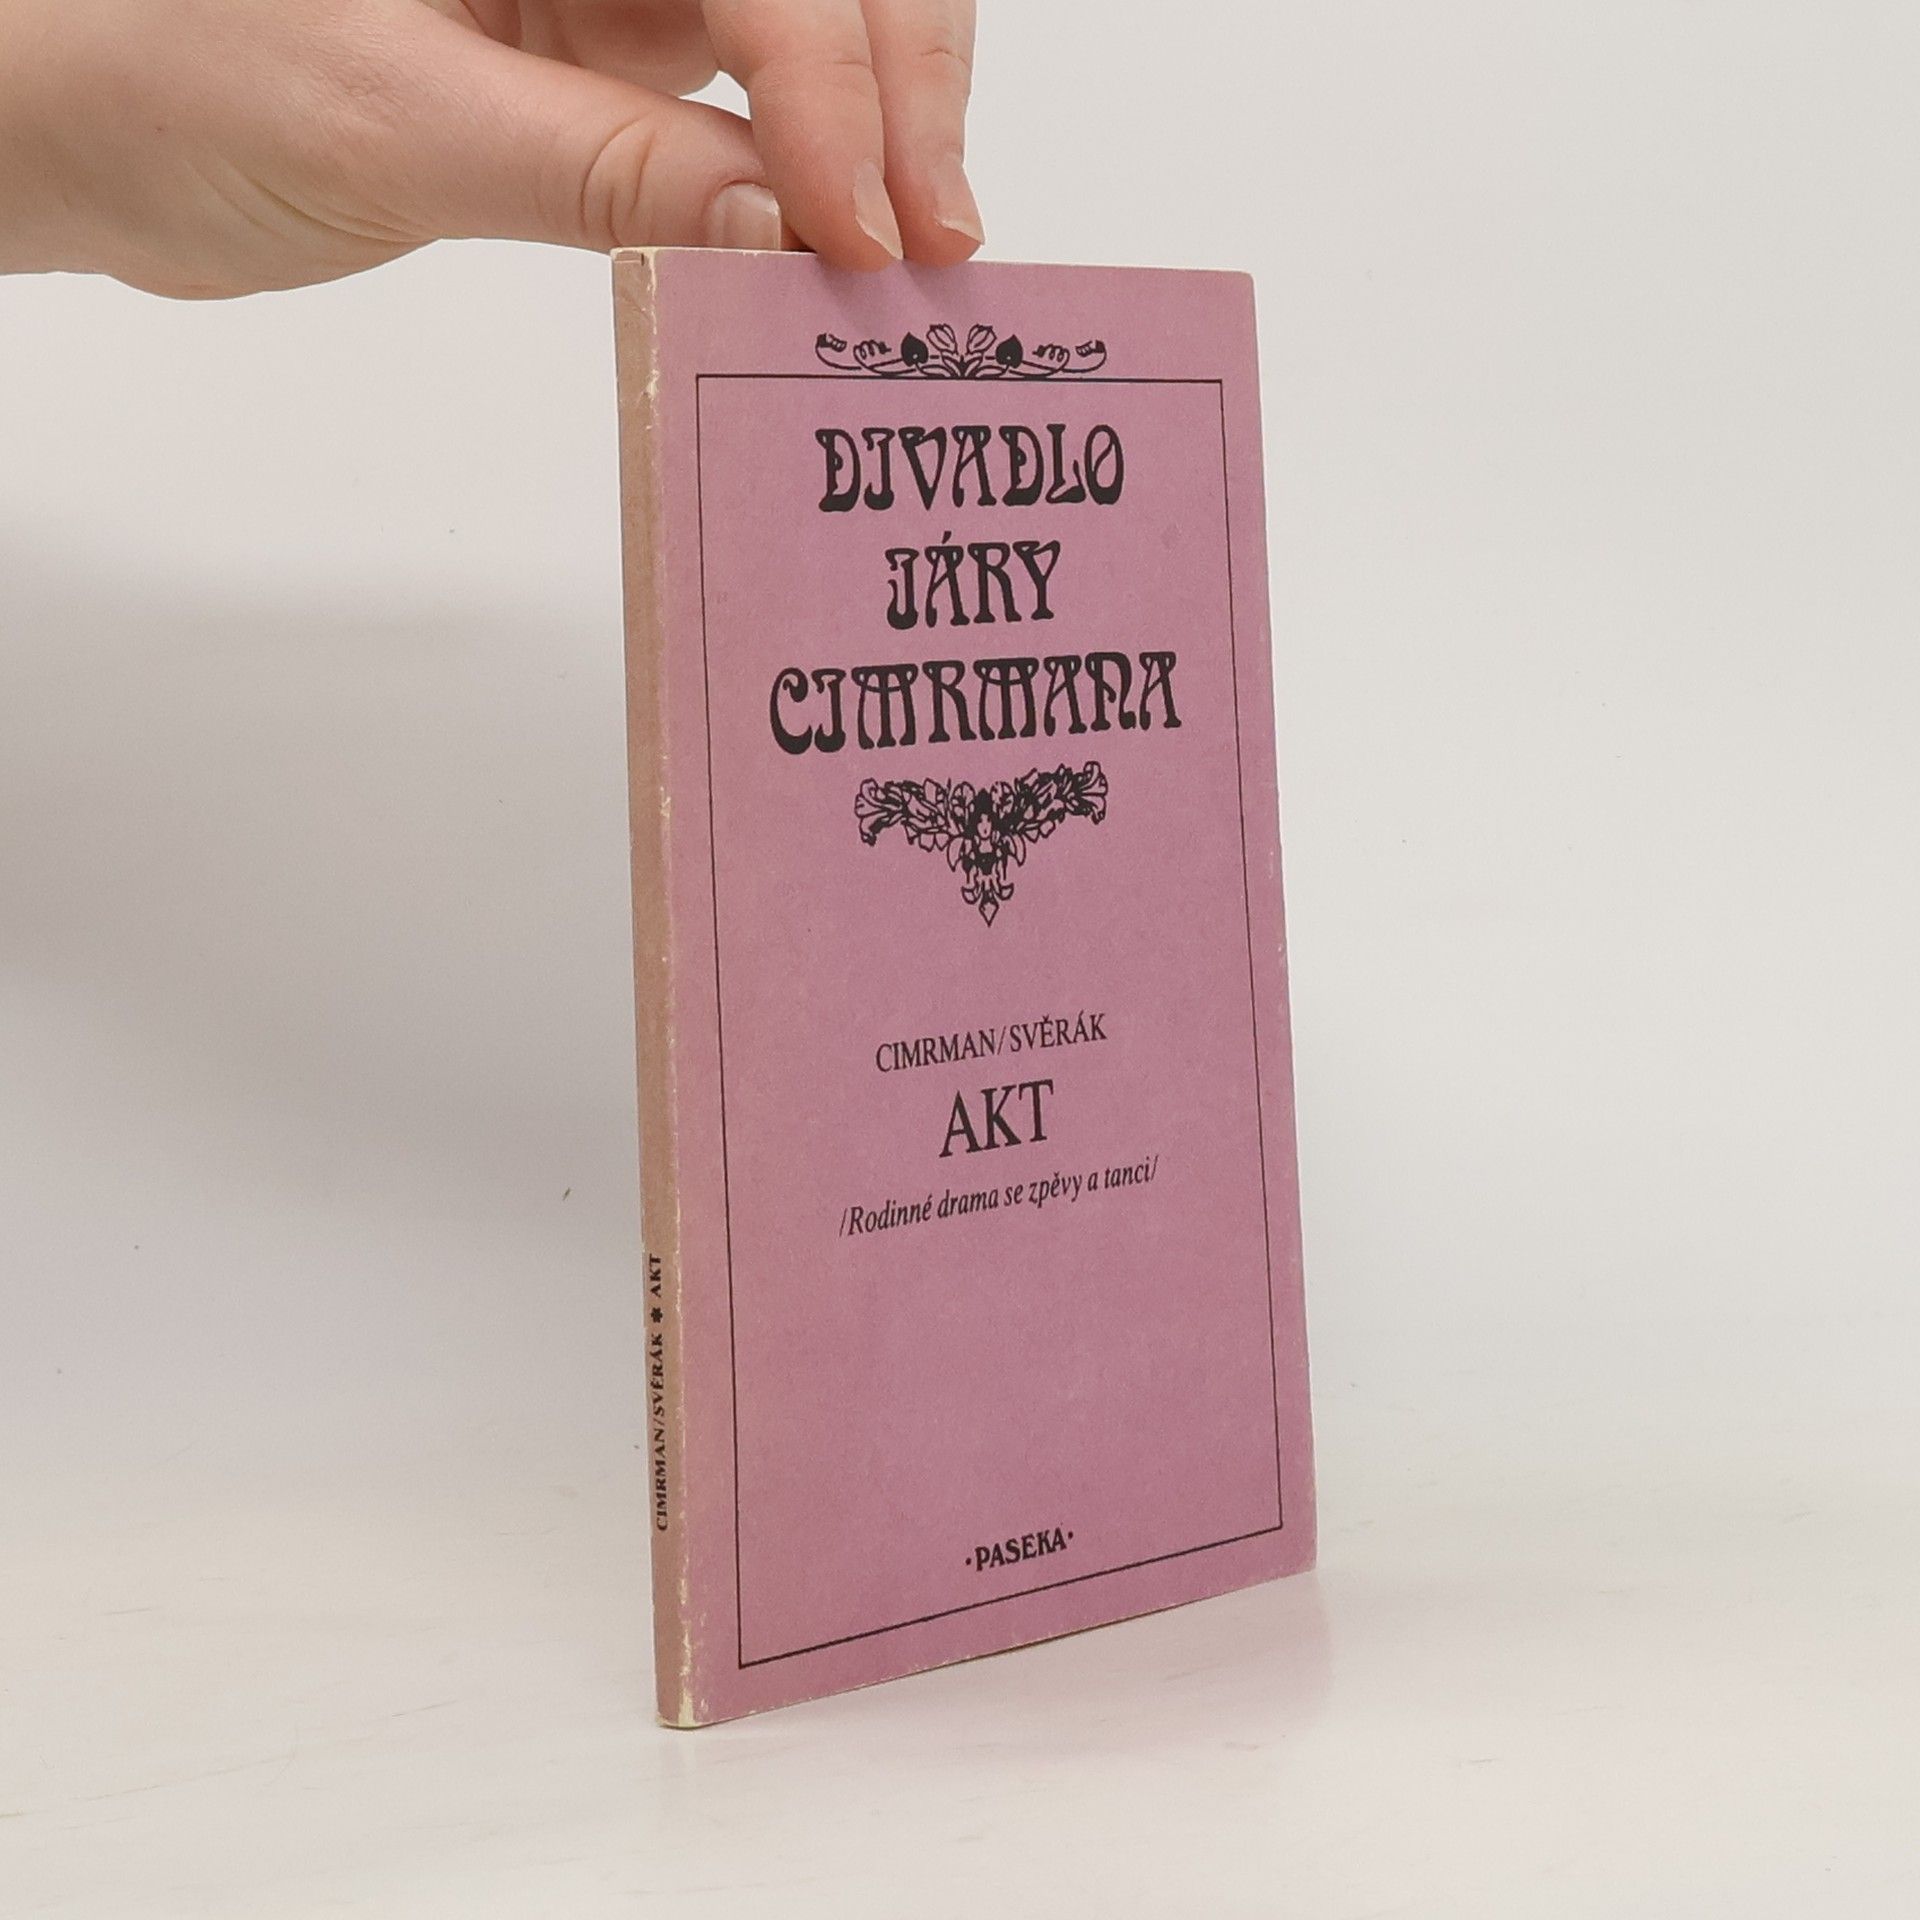 DIVADLO
JÁRY
CIMRMANA
CIMRMAN/SVĚRÁK
AKT
/Rodinné drama se zpěvy a tanci/
·PASEKA·
CIMRMAN/SVĚRÁK ✽ AKT